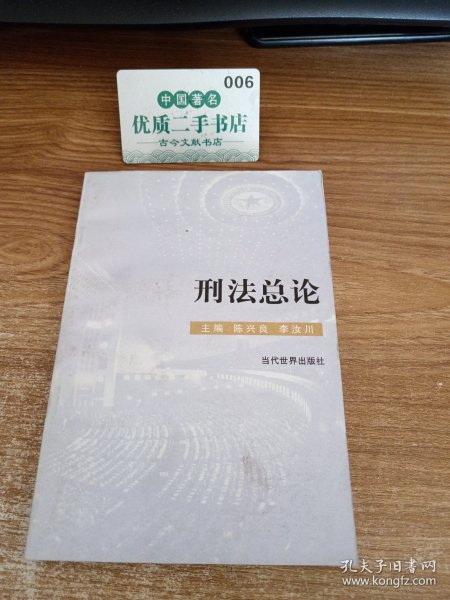 006
中国著名
优质二手书店
古今文献书店
刑法总论
主编 陈兴良 李汝川
当代世界出版社
孔夫子旧书网
www.kongfz.com